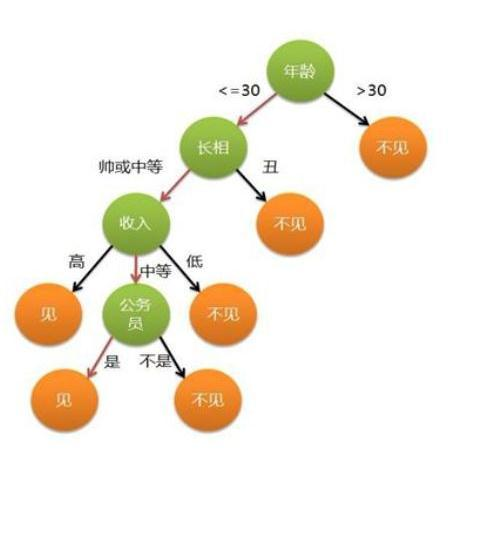 年龄
<=30
>30
长相
不见
帅或中等
丑
收入
不见
高
中等
低
见
公务
员
不见
是
不是
见
不见